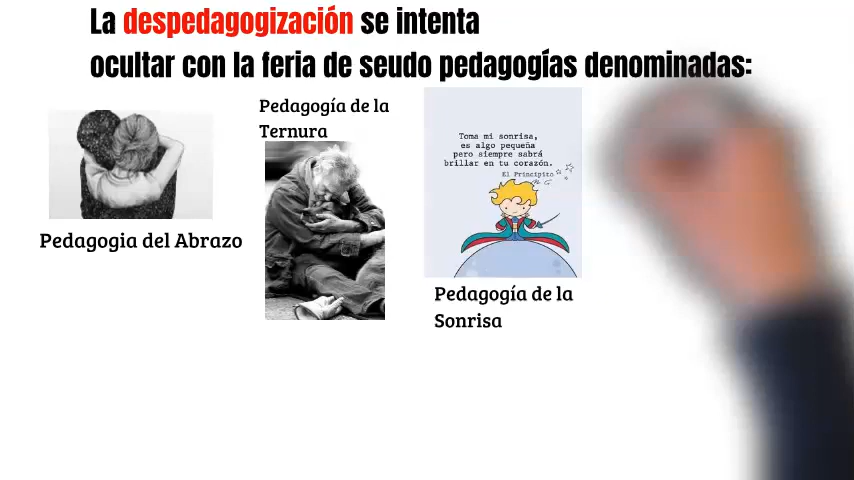 La despedagogización se intenta
ocultar con la feria de seudo pedagogías denominadas:
Pedagogia del Abrazo
Pedagogía de la
Ternura
Toma mi sonrisa,
es algo pequeña
pero siempre sabrá
brillar en tu corazón.
El Principito
Pedagogía de la
Sonrisa